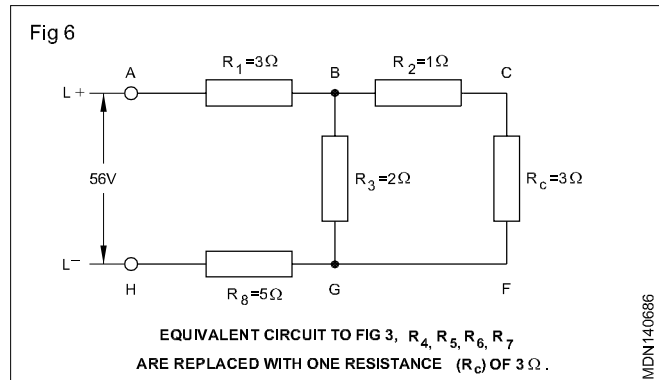 Fig 6
R1=3Ω
R2=1Ω
A
B
C
L +
56V
R3=2Ω
Rc=3Ω
L–
H
G
F
R8=5Ω
EQUIVALENT CIRCUIT TO FIG 3, R4, R5, R6, R7
ARE REPLACED WITH ONE RESISTANCE (Rc) OF 3 Ω .
MDN140686